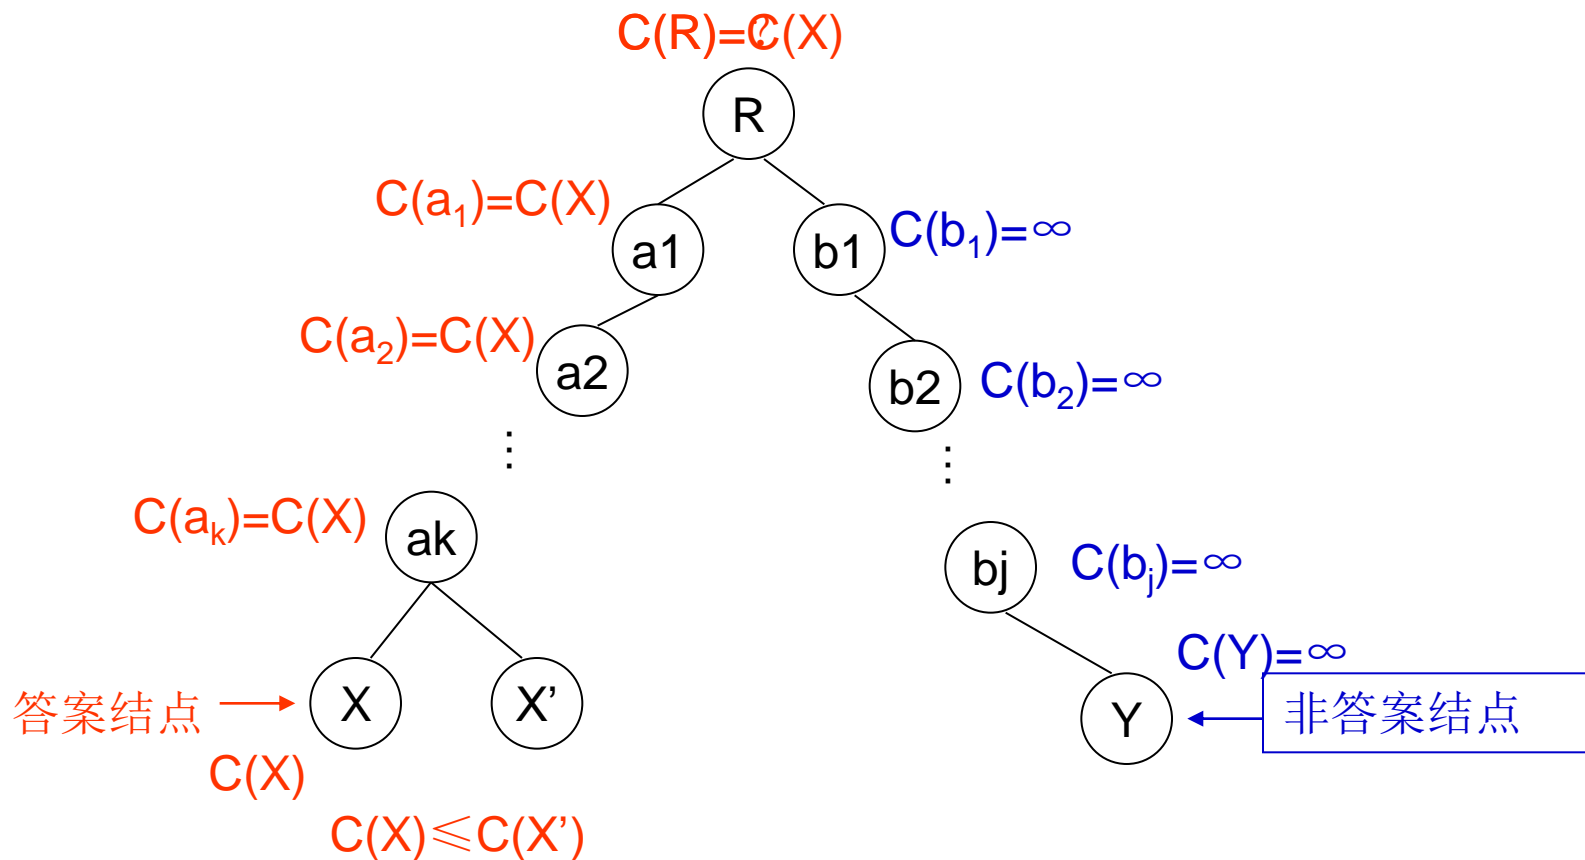 C(R)=C(X)
R
C(a₁)=C(X)
a1
b1
C(b₁)=∞
C(a₂)=C(X)
a2
b2
C(b₂)=∞
⋮
⋮
C(aₖ)=C(X)
ak
bj
C(bⱼ)=∞
C(Y)=∞
答案结点
X
X’
Y
非答案结点
C(X)
C(X)≤C(X’)